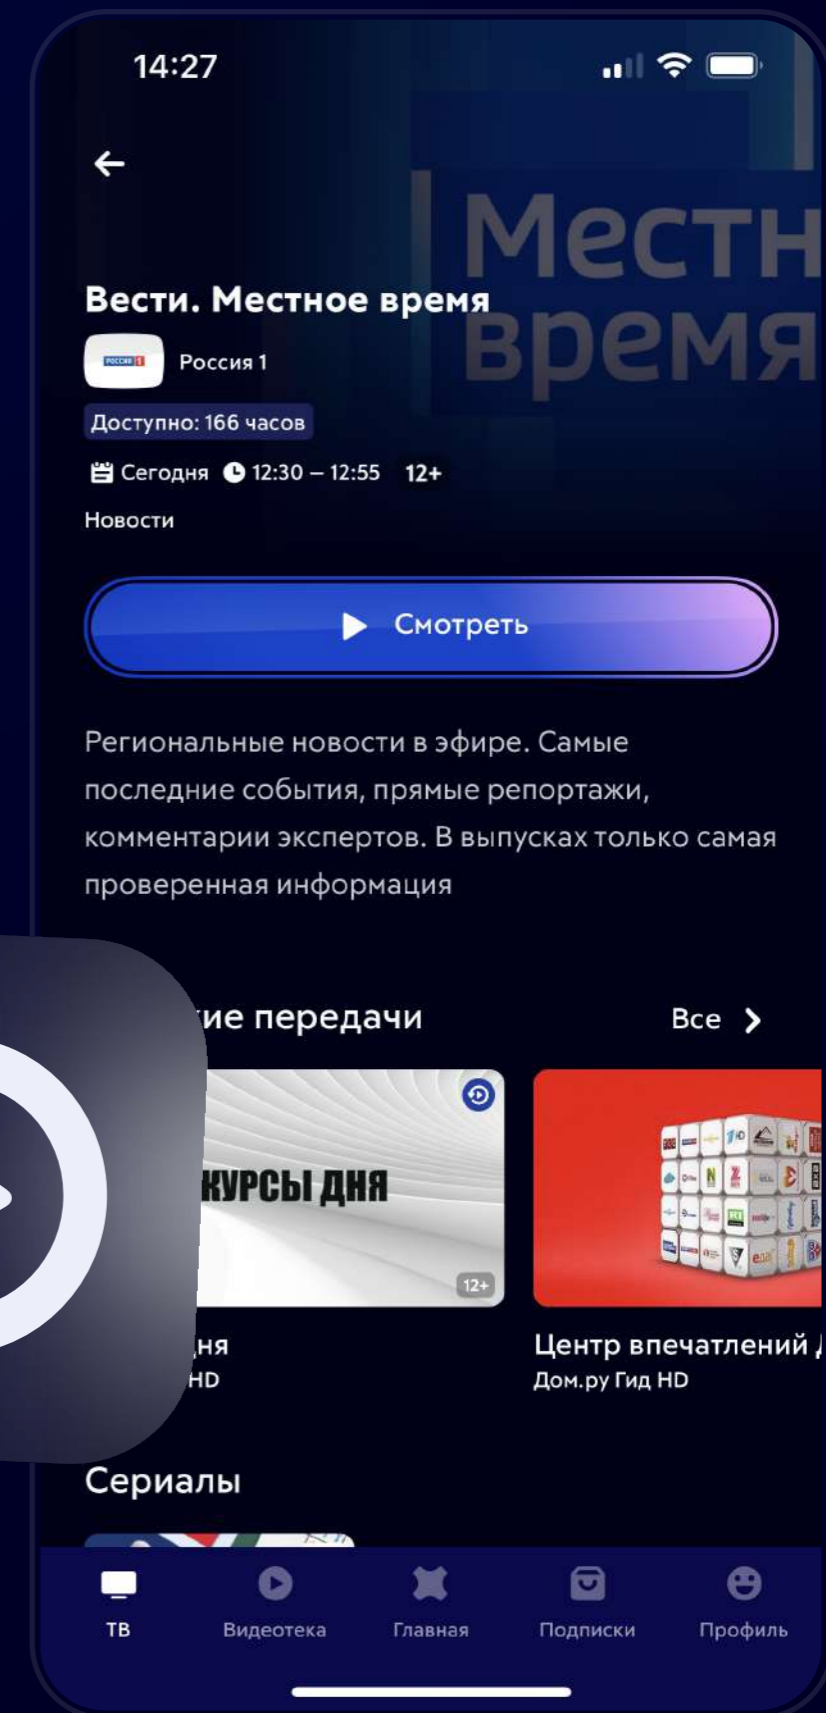 14:27
Местн
время
Вести. Местное время
РОССИЯ 1
Россия 1
Доступно: 166 часов
Сегодня 12:30 – 12:55 12+
Новости
Смотреть
Региональные новости в эфире. Самые
последние события, прямые репортажи,
комментарии экспертов. В выпусках только самая
проверенная информация
ие передачи
Все
КУРСЫ ДНЯ
12+
ня
Центр впечатлений
HD
Дом.ру Гид HD
Сериалы
ТВ
Видеотека
Главная
Подписки
Профиль